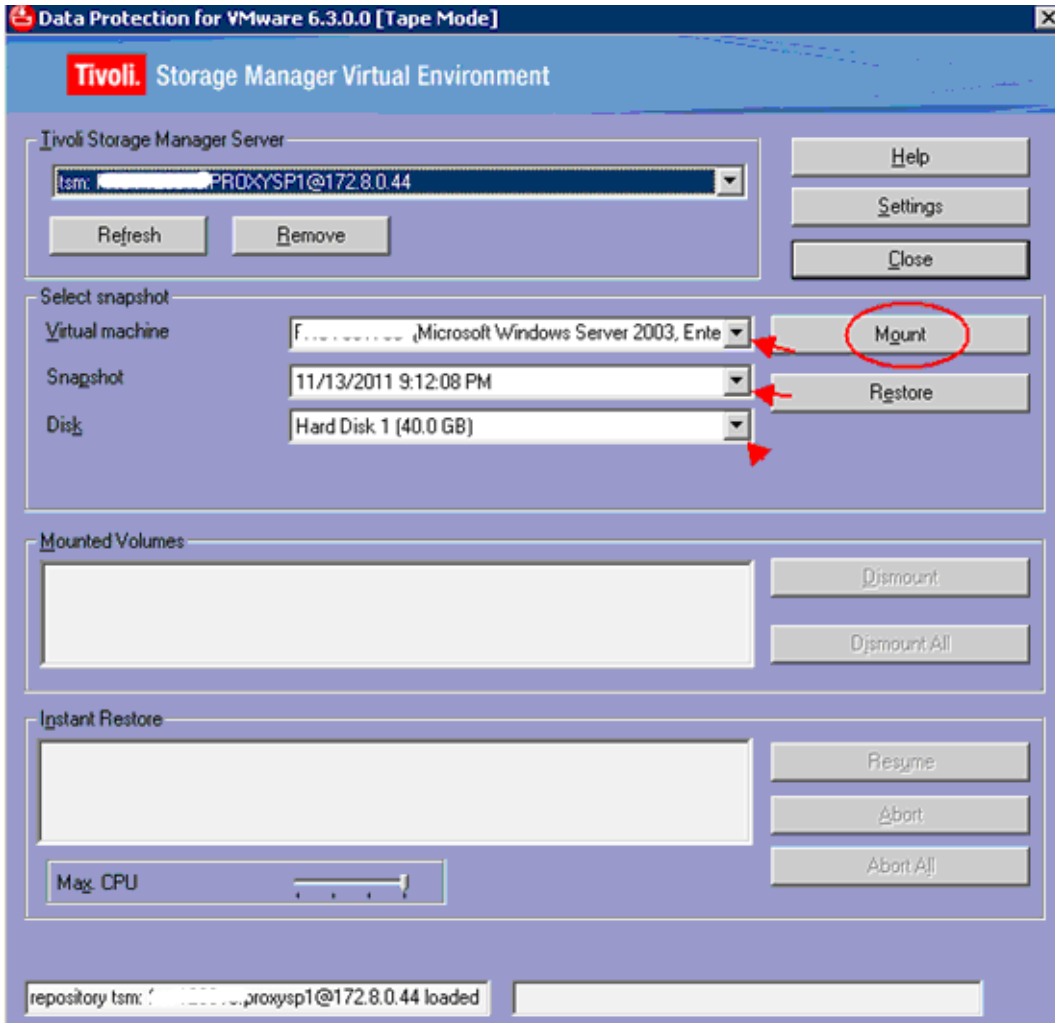 Data Protection for VMware 6.3.0.0 [Tape Mode]
Tivoli. Storage Manager Virtual Environment
Tivoli Storage Manager Server
tsm: PROXYSP1@172.8.0.44
Help
Settings
Refresh
Remove
Close
Select snapshot
Virtual machine
Microsoft Windows Server 2003, Ente
Mount
Snapshot
11/13/2011 9:12:08 PM
Restore
Disk
Hard Disk 1 (40.0 GB)
Mounted Volumes
Dismount
Dismount All
Instant Restore
Resume
Abort
Abort All
Max. CPU
repository tsm: proxysp1@172.8.0.44 loaded